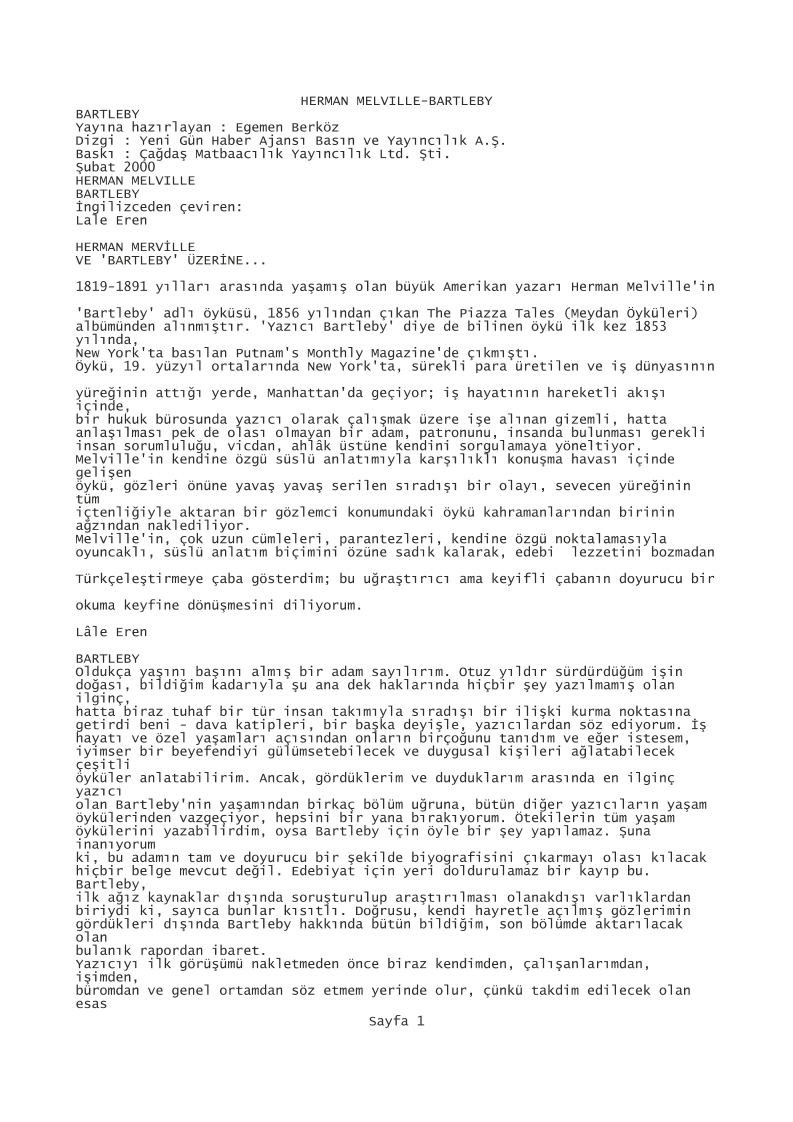 HERMAN MELVILLE-BARTLEBY
BARTLEBY
Yayına hazırlayan : Egemen Berköz
Dizgi : Yeni Gün Haber Ajansı Basın ve Yayıncılık A.Ş.
Baskı : Çağdaş Matbaacılık Yayıncılık Ltd. Şti.
Şubat 2000
HERMAN MELVILLE
BARTLEBY
İngilizceden çeviren:
Lale Eren
HERMAN MERVİLLE
VE 'BARTLEBY' ÜZERİNE...
1819-1891 yılları arasında yaşamış olan büyük Amerikan yazarı Herman Melville'in
'Bartleby' adlı öyküsü, 1856 yılından çıkan The Piazza Tales (Meydan Öyküleri)
albümünden alınmıştır. 'Yazıcı Bartleby' diye de bilinen öykü ilk kez 1853
yılında,
New York'ta basılan Putnam's Monthly Magazine'de çıkmıştı.
Öykü, 19. yüzyıl ortalarında New York'ta, sürekli para üretilen ve iş dünyasının
yüreğinin attığı yerde, Manhattan'da geçiyor; iş hayatının hareketli akışı
içinde,
bir hukuk bürosunda yazıcı olarak çalışmak üzere işe alınan gizemli, hatta
anlaşılması pek de olası olmayan bir adam, patronunu, insanda bulunması gerekli
insan sorumluluğu, vicdan, ahlâk üstüne kendini sorgulamaya yöneltiyor.
Melville'in kendine özgü süslü anlatımıyla karşılıklı konuşma havası içinde
gelişen
öykü, gözleri önüne yavaş yavaş serilen sıradışı bir olayı, sevecen yüreğinin
tüm
içtenliğiyle aktaran bir gözlemci konumundaki öykü kahramanlarından birinin
ağzından naklediliyor.
Melville'in, çok uzun cümleleri, parantezleri, kendine özgü noktalamasıyla
oyuncaklı, süslü anlatım biçimini özüne sadık kalarak, edebi  lezzetini bozmadan
Türkçeleştirmeye çaba gösterdim; bu uğraştırıcı ama keyifli çabanın doyurucu bir
okuma keyfine dönüşmesini diliyorum.
Lâle Eren
BARTLEBY
Oldukça yaşını başını almış bir adam sayılırım. Otuz yıldır sürdürdüğüm işin
doğası, bildiğim kadarıyla şu ana dek haklarında hiçbir şey yazılmamış olan
ilginç,
hatta biraz tuhaf bir tür insan takımıyla sıradışı bir ilişki kurma noktasına
getirdi beni - dava katipleri, bir başka deyişle, yazıcılardan söz ediyorum. İş
hayatı ve özel yaşamları açısından onların birçoğunu tanıdım ve eğer istesem,
iyimser bir beyefendiyi gülümsetebilecek ve duygusal kişileri ağlatabilecek
çeşitli
öyküler anlatabilirim. Ancak, gördüklerim ve duyduklarım arasında en ilginç
yazıcı
olan Bartleby'nin yaşamından birkaç bölüm uğruna, bütün diğer yazıcıların yaşam
öykülerinden vazgeçiyor, hepsini bir yana bırakıyorum. Ötekilerin tüm yaşam
öykülerini yazabilirdim, oysa Bartleby için öyle bir şey yapılamaz. Şuna
inanıyorum
ki, bu adamın tam ve doyurucu bir şekilde biyografisini çıkarmayı olası kılacak
hiçbir belge mevcut değil. Edebiyat için yeri doldurulamaz bir kayıp bu.
Bartleby,
ilk ağız kaynaklar dışında soruşturulup araştırılması olanakdışı varlıklardan
biriydi ki, sayıca bunlar kısıtlı. Doğrusu, kendi hayretle açılmış gözlerimin
gördükleri dışında Bartleby hakkında bütün bildiğim, son bölümde aktarılacak
olan
bulanık rapordan ibaret.
Yazıcıyı ilk görüşümü nakletmeden önce biraz kendimden, çalışanlarımdan,
işimden,
büromdan ve genel ortamdan söz etmem yerinde olur, çünkü takdim edilecek olan
esas
Sayfa 1